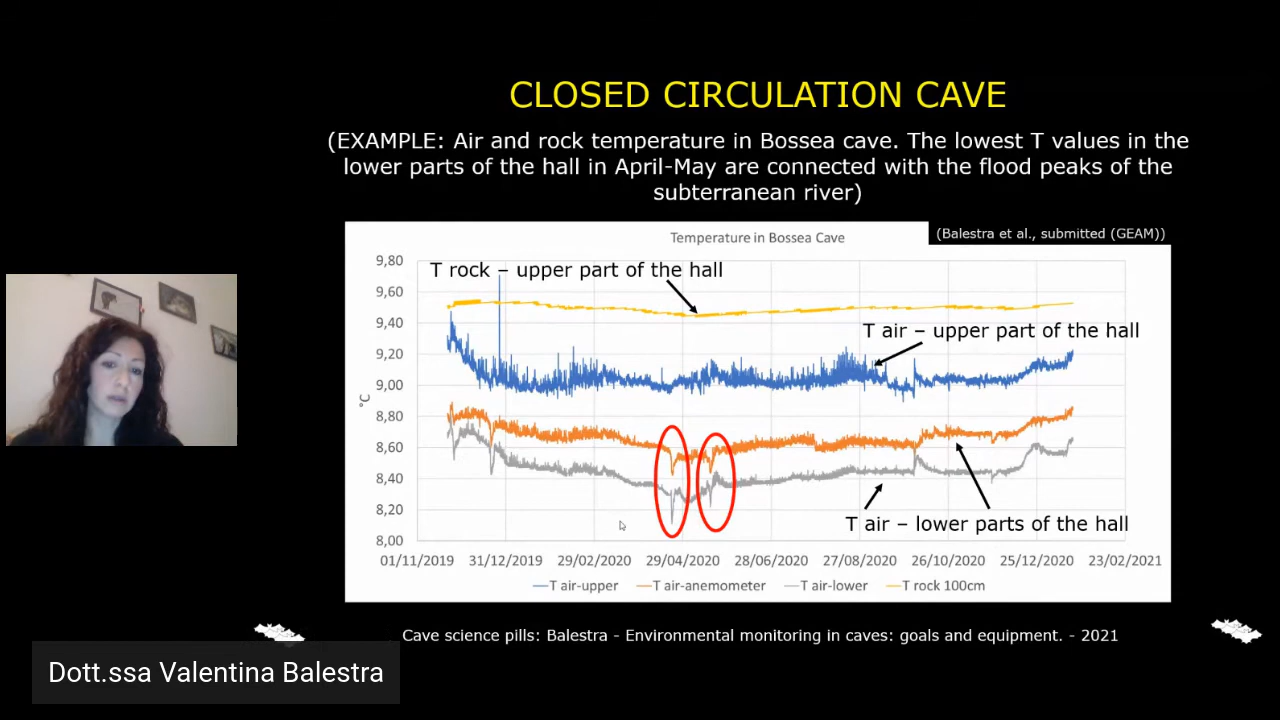 CLOSED CIRCULATION CAVE
(EXAMPLE: Air and rock temperature in Bossea cave. The lowest T values in the
lower parts of the hall in April-May are connected with the flood peaks of the
subterranean river)
(Balestra et al., submitted (GEAM))
Temperature in Bossea Cave
T rock – upper part of the hall
T air – upper part of the hall
T air – lower parts of the hall
°C
9,80
9,60
9,40
9,20
9,00
8,80
8,60
8,40
8,20
8,00
01/11/2019 31/12/2019 29/02/2020 29/04/2020 28/06/2020 27/08/2020 26/10/2020 25/12/2020 23/02/2021
T air-upper T air-anemometer T air-lower T rock 100cm
Cave science pills: Balestra - Environmental monitoring in caves: goals and equipment. - 2021
Dott.ssa Valentina Balestra